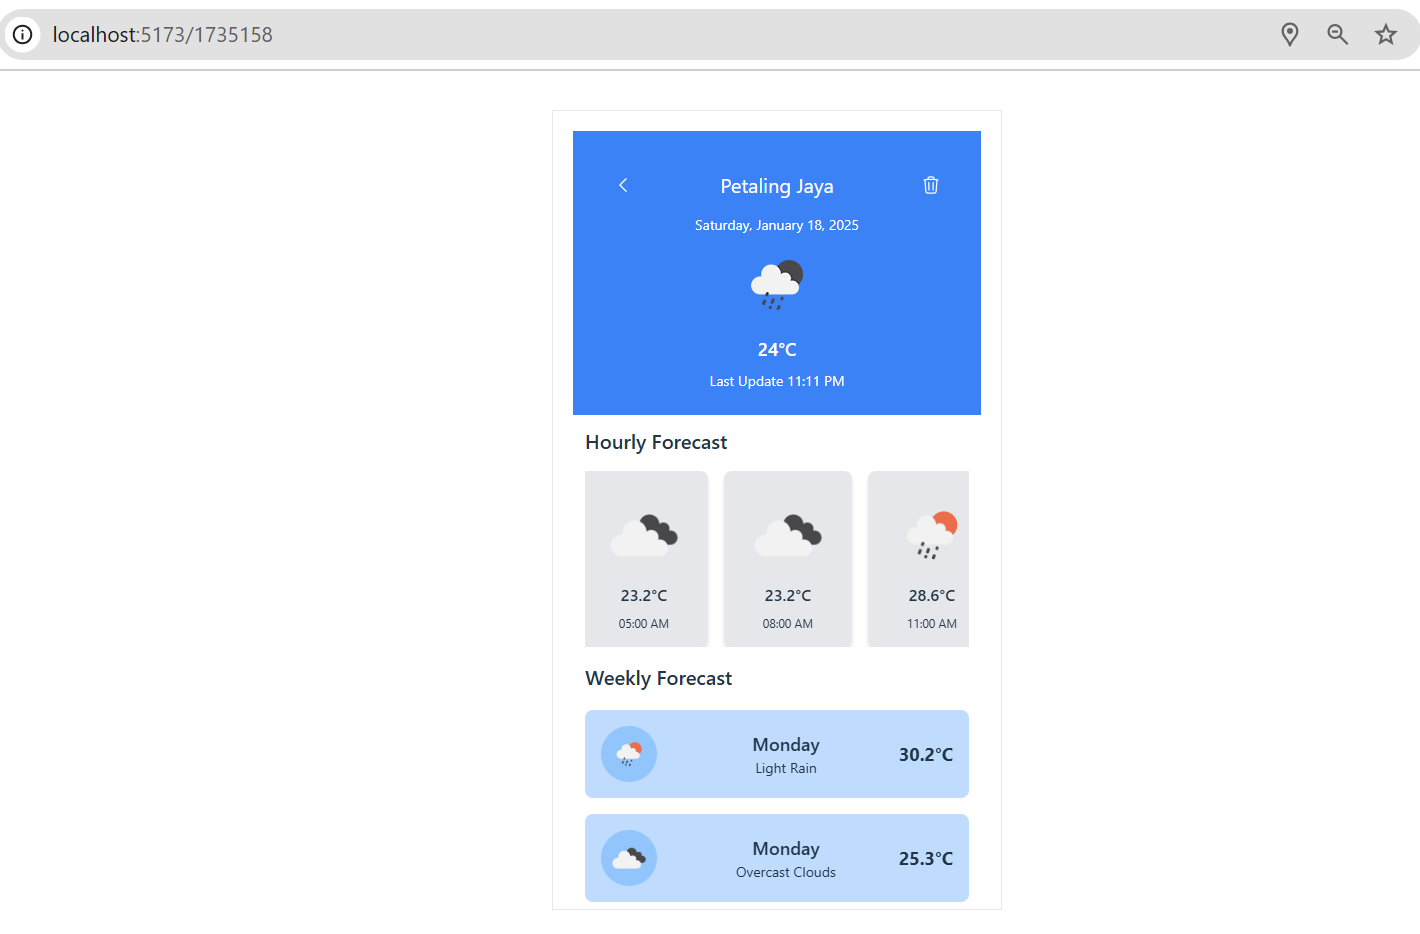 localhost:5173/1735158
Petaling Jaya
Saturday, January 18, 2025
24°C
Last Update 11:11 PM
Hourly Forecast
23.2°C
05:00 AM
23.2°C
08:00 AM
28.6°C
11:00 AM
Weekly Forecast
Monday
Light Rain
30.2°C
Monday
Overcast Clouds
25.3°C